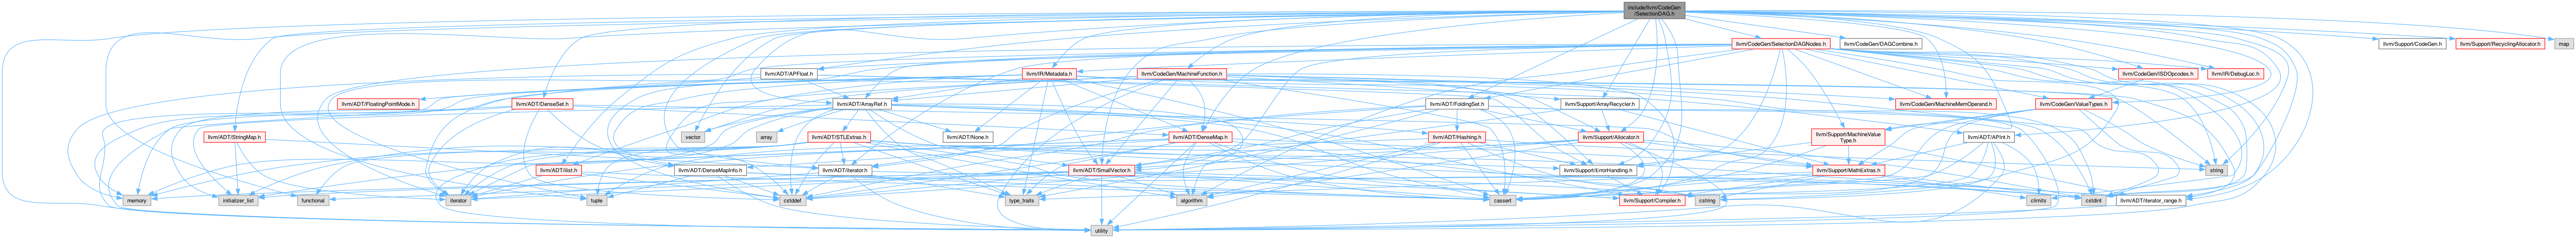 include/llvm/CodeGen
/SelectionDAG.h
llvm/CodeGen/SelectionDAGNodes.h
llvm/CodeGen/DAGCombine.h
llvm/Support/CodeGen.h
llvm/Support/RecyclingAllocator.h
map
llvm/ADT/APFloat.h
llvm/IR/Metadata.h
llvm/CodeGen/MachineFunction.h
llvm/CodeGen/ISDOpcodes.h
llvm/IR/DebugLoc.h
llvm/ADT/FloatingPointMode.h
llvm/ADT/DenseSet.h
llvm/ADT/ArrayRef.h
llvm/ADT/FoldingSet.h
llvm/Support/ArrayRecycler.h
llvm/CodeGen/MachineMemOperand.h
llvm/CodeGen/ValueTypes.h
llvm/ADT/StringMap.h
vector
array
llvm/ADT/STLExtras.h
llvm/ADT/None.h
llvm/ADT/DenseMap.h
llvm/ADT/Hashing.h
llvm/Support/Allocator.h
llvm/Support/MachineValue
Type.h
llvm/ADT/APInt.h
llvm/ADT/ilist.h
llvm/ADT/DenseMapInfo.h
llvm/ADT/iterator.h
llvm/ADT/SmallVector.h
llvm/Support/ErrorHandling.h
llvm/Support/MathExtras.h
string
memory
initializer_list
functional
iterator
tuple
cstddef
type_traits
algorithm
cassert
llvm/Support/Compiler.h
cstring
climits
cstdint
llvm/ADT/iterator_range.h
utility